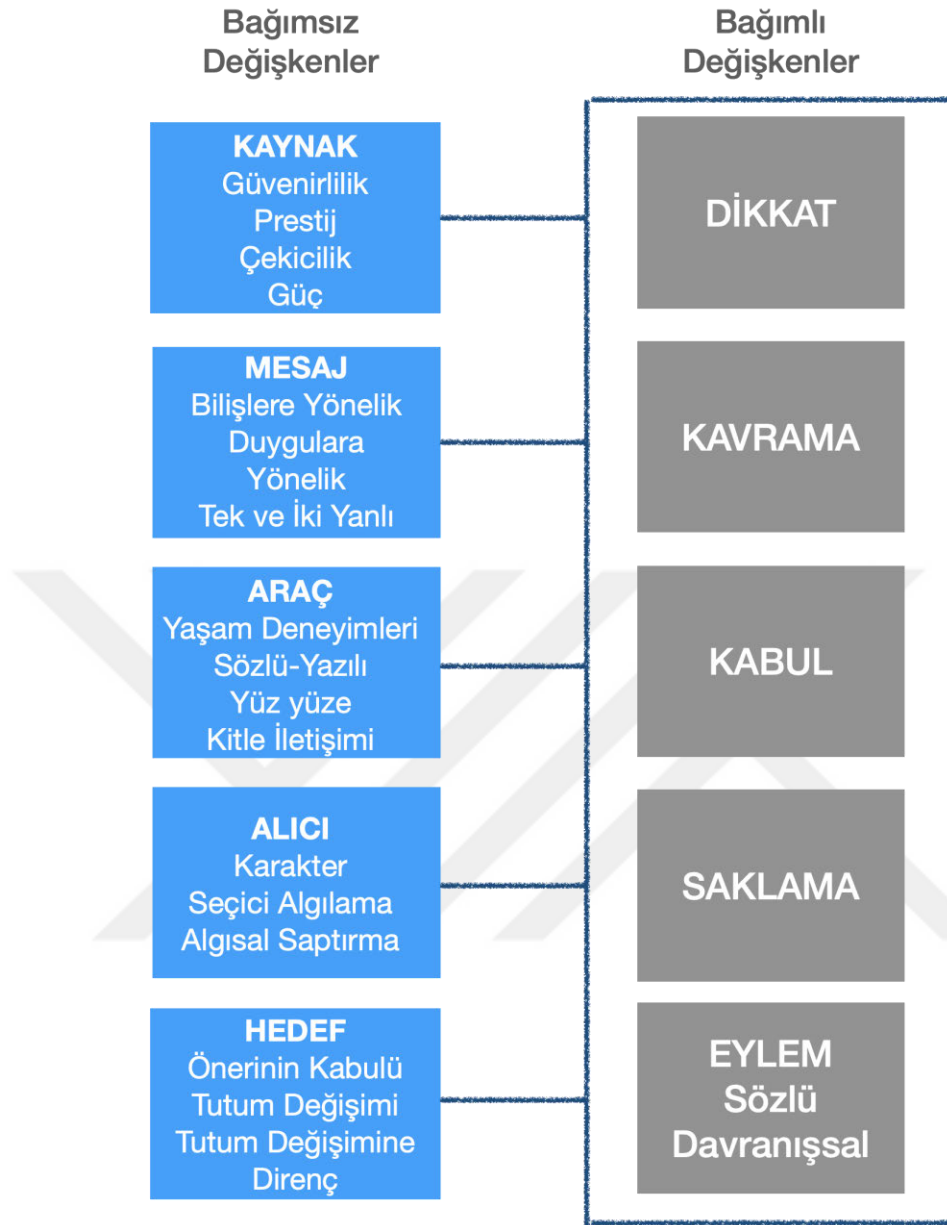 Bağımsız
Değişkenler
Bağımlı
Değişkenler
KAYNAK
Güvenirlilik
Prestij
Çekicilik
Güç
DİKKAT
MESAJ
Bilişlere Yönelik
Duygulara
Yönelik
Tek ve İki Yanlı
KAVRAMA
ARAÇ
Yaşam Deneyimleri
Sözlü-Yazılı
Yüz yüze
Kitle İletişimi
KABUL
ALICI
Karakter
Seçici Algılama
Algısal Saptırma
SAKLAMA
HEDEF
Önerinin Kabulü
Tutum Değişimi
Tutum Değişimine
Direnç
EYLEM
Sözlü
Davranışsal